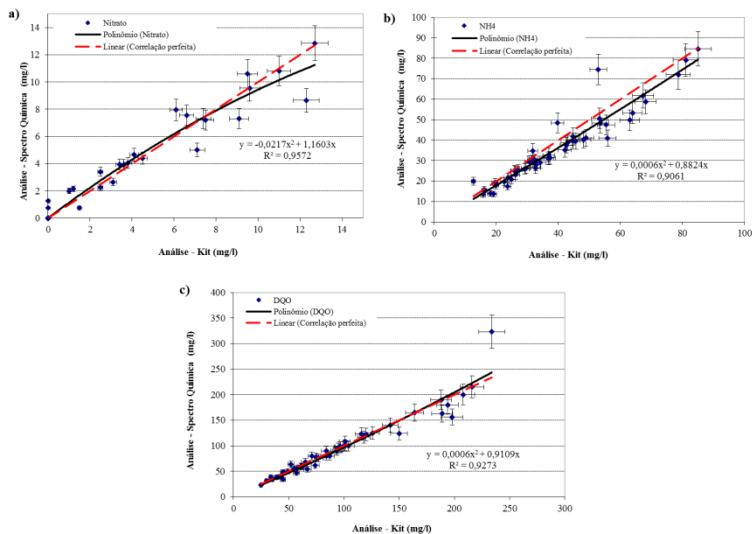 a)
Nitrato
Polinômio (Nitrato)
Linear (Correlação perfeita)
Análise - Spectro Química (mg/l)
14
12
10
8
6
4
2
0
y = -0,0217x² + 1,1603x
R² = 0,9572
0 2 4 6 8 10 12 14
Análise - Kit (mg/l)
b)
NH4
Polinômio (NH4)
Linear (Correlação perfeita)
Análise - Spectro Química (mg/l)
100
90
80
70
60
50
40
30
20
10
0
y = 0,0006x² + 0,8824x
R² = 0,9061
0 20 40 60 80 100
Análise - Kit (mg/l)
c)
DQO
Polinômio (DQO)
Linear (Correlação perfeita)
Análise - Spectro Química (mg/l)
400
350
300
250
200
150
100
50
0
y = 0,0006x² + 0,9109x
R² = 0,9273
0 50 100 150 200 250 300
Análise - Kit (mg/l)